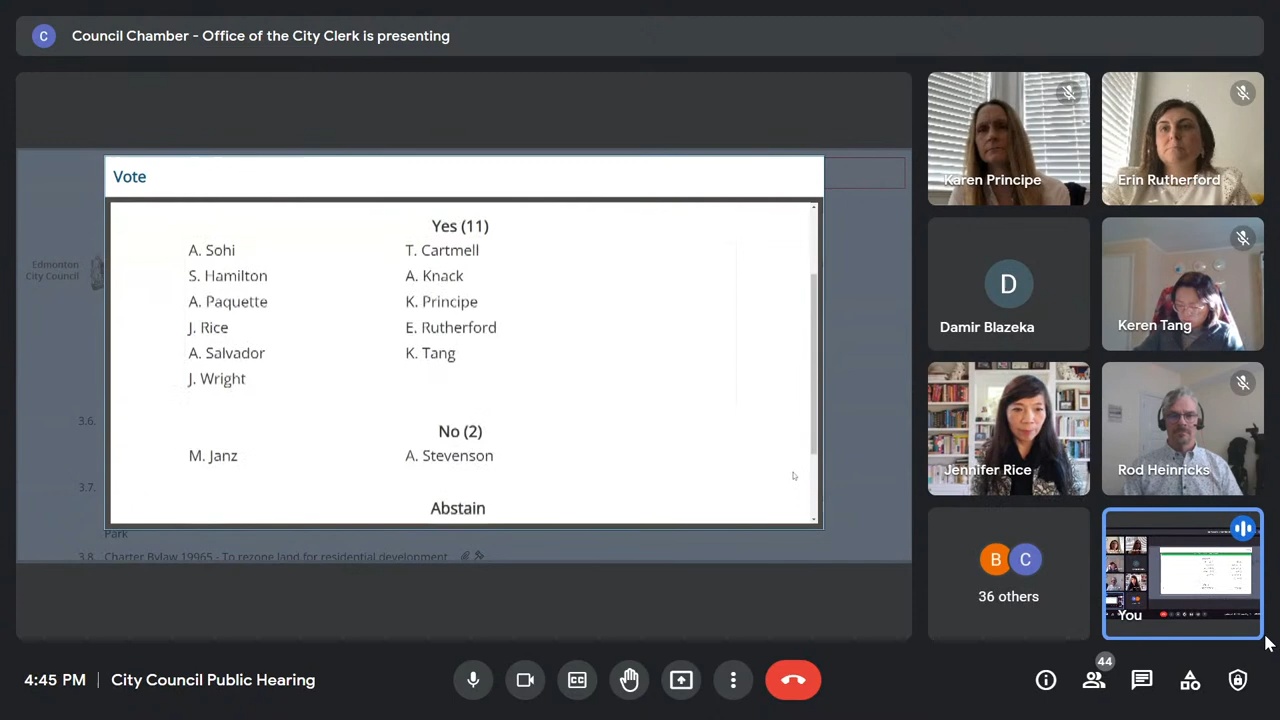 C
Council Chamber - Office of the City Clerk is presenting
Vote
Yes (11)
A. Sohi T. Cartmell
S. Hamilton A. Knack
A. Paquette K. Principe
J. Rice E. Rutherford
A. Salvador K. Tang
J. Wright
No (2)
M. Janz A. Stevenson
Abstain
Edmonton
City Council
3.6.
3.7.
Park
3.8. Charter Bylaw 19965 - To rezone land for residential development
Karen Principe
Erin Rutherford
D
Damir Blazeka
Keren Tang
Jennifer Rice
Rod Heinricks
B C
36 others
You
4:45 PM | City Council Public Hearing
CC
44